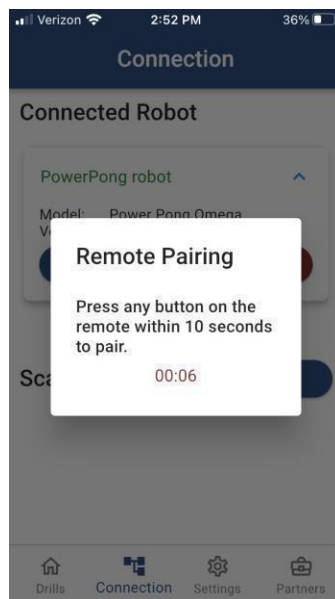 Verizon 2:52 PM 36%
Connection
Connected Robot
PowerPong robot
Model: Power Pong Omega
Remote Pairing
Press any button on the
remote within 10 seconds
to pair.
00:06
Drills Connection Settings Partners